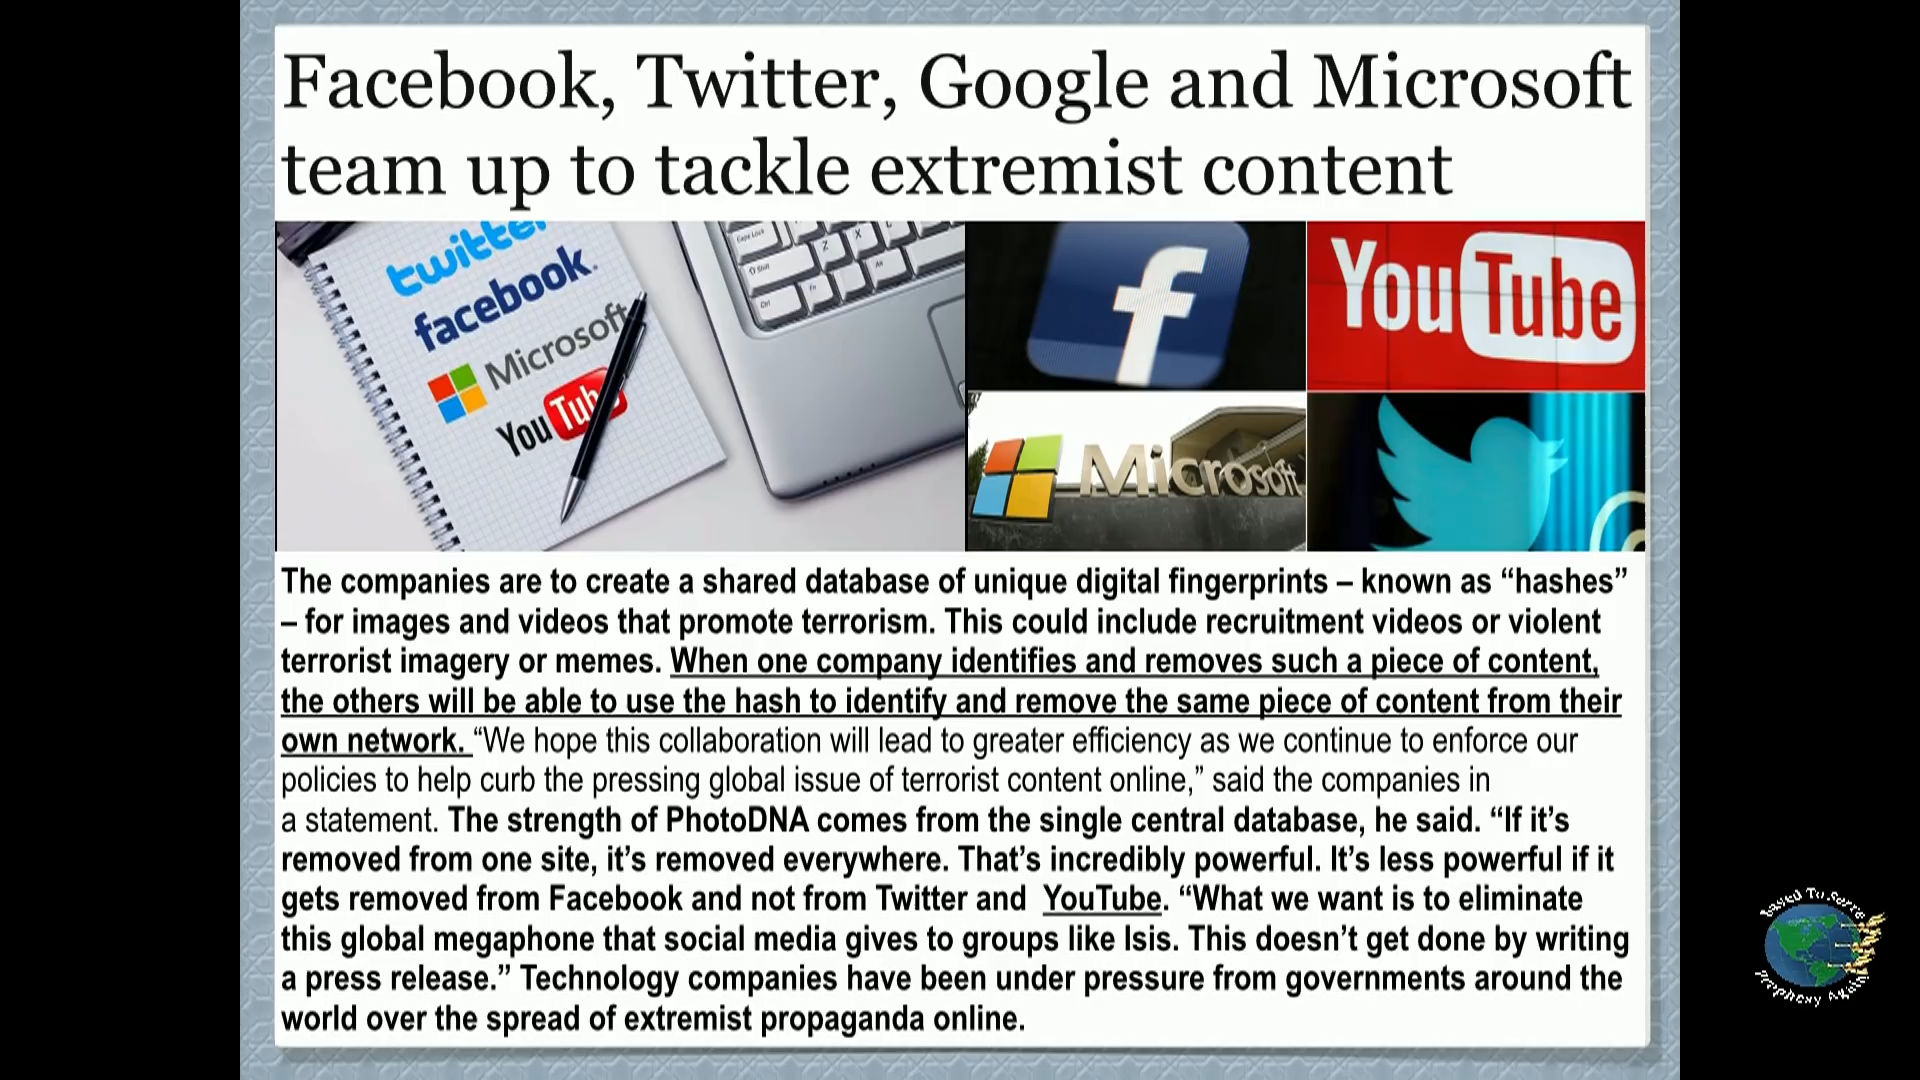 Facebook, Twitter, Google and Microsoft
team up to tackle extremist content
twitter
facebook
Microsoft
YouTube
Caps Lock
Shift
Z
X
Ctrl
Fn
Alt
f
YouTube
Microsoft
The companies are to create a shared database of unique digital fingerprints – known as “hashes”
– for images and videos that promote terrorism. This could include recruitment videos or violent
terrorist imagery or memes. When one company identifies and removes such a piece of content,
the others will be able to use the hash to identify and remove the same piece of content from their
own network. “We hope this collaboration will lead to greater efficiency as we continue to enforce our
policies to help curb the pressing global issue of terrorist content online,” said the companies in
a statement. The strength of PhotoDNA comes from the single central database, he said. “If it’s
removed from one site, it’s removed everywhere. That’s incredibly powerful. It’s less powerful if it
gets removed from Facebook and not from Twitter and YouTube. “What we want is to eliminate
this global megaphone that social media gives to groups like Isis. This doesn’t get done by writing
a press release.” Technology companies have been under pressure from governments around the
world over the spread of extremist propaganda online.
To Serve
Prophesy Again